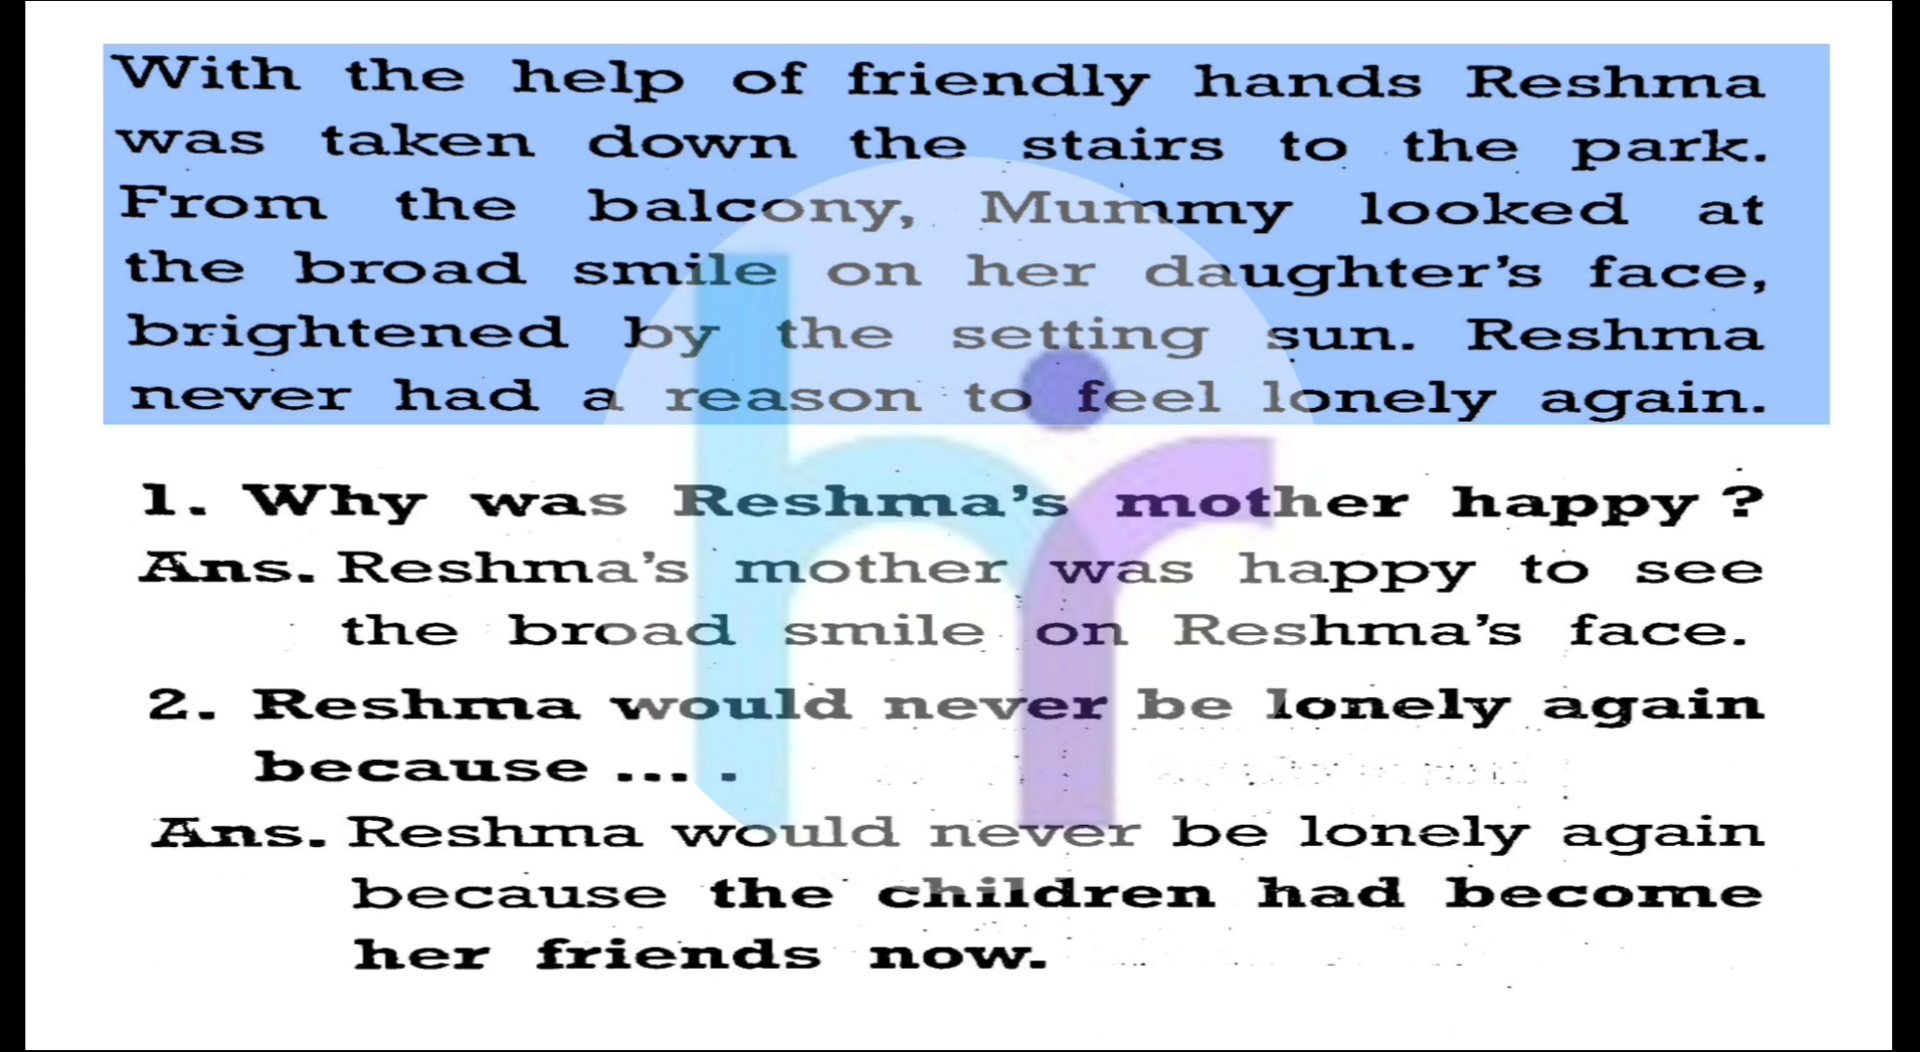 With the help of friendly hands Reshma
was taken down the stairs to the park.
From the balcony, Mummy looked at
the broad smile on her daughter's face,
brightened by the setting sun. Reshma
never had a reason to feel lonely again.
1. Why was Reshma's mother happy ?
Ans. Reshma's mother was happy to see
the broad smile on Reshma's face.
2. Reshma would never be lonely again
because ... .
Ans. Reshma would never be lonely again
because the children had become
her friends now.
hr